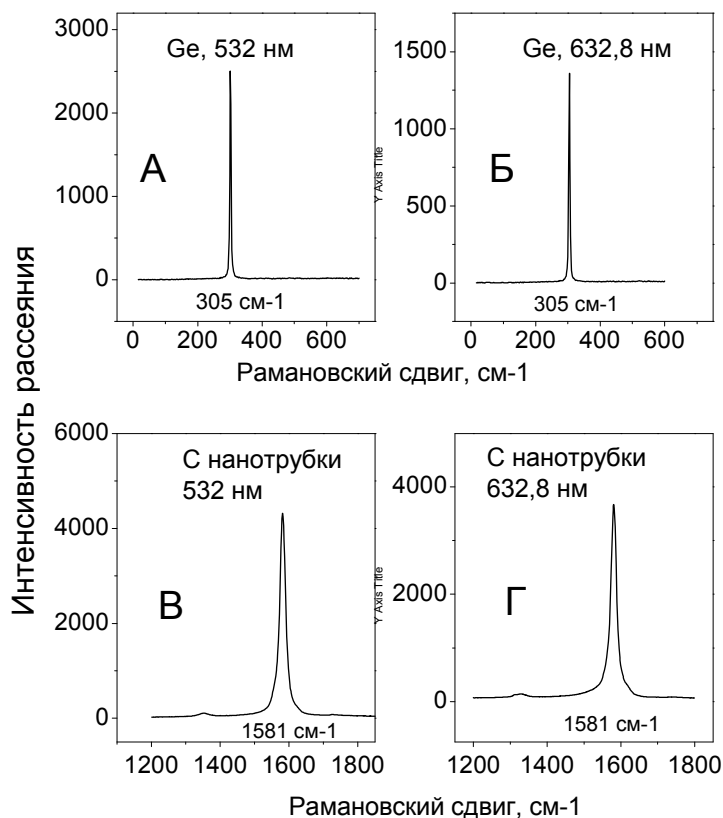 Интенсивность рассеяния
3000
2000
1000
0
Ge, 532 нм
А
305 см-1
0 200 400 600
Y Axis Title
1500
1000
500
0
Ge, 632,8 нм
Б
305 см-1
0 200 400 600
Рамановский сдвиг, см-1
6000
4000
2000
0
С нанотрубки
532 нм
В
1581 см-1
1200 1400 1600 1800
Y Axis Title
4000
2000
0
С нанотрубки
632,8 нм
Г
1581 см-1
1200 1400 1600 1800
Рамановский сдвиг, см-1